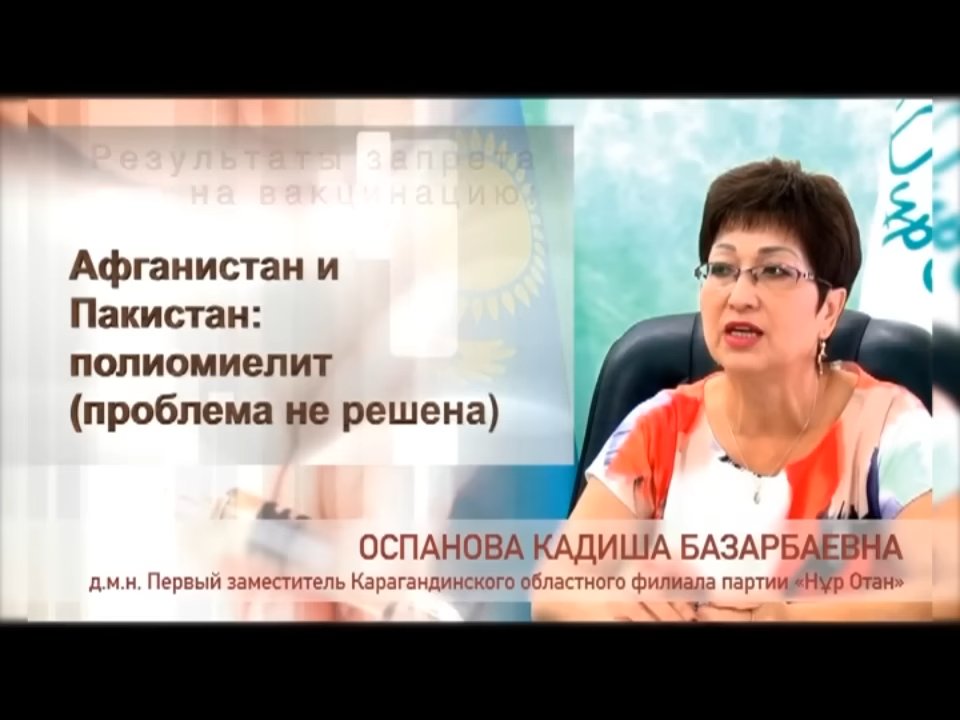 Результаты запрета
на вакцинацию
Афганистан и
Пакистан:
полиомиелит
(проблема не решена)
ОСПАНОВА КАДИША БАЗАРБАЕВНА
д.м.н. Первый заместитель Карагандинского областного филиала партии «Нұр Отан»